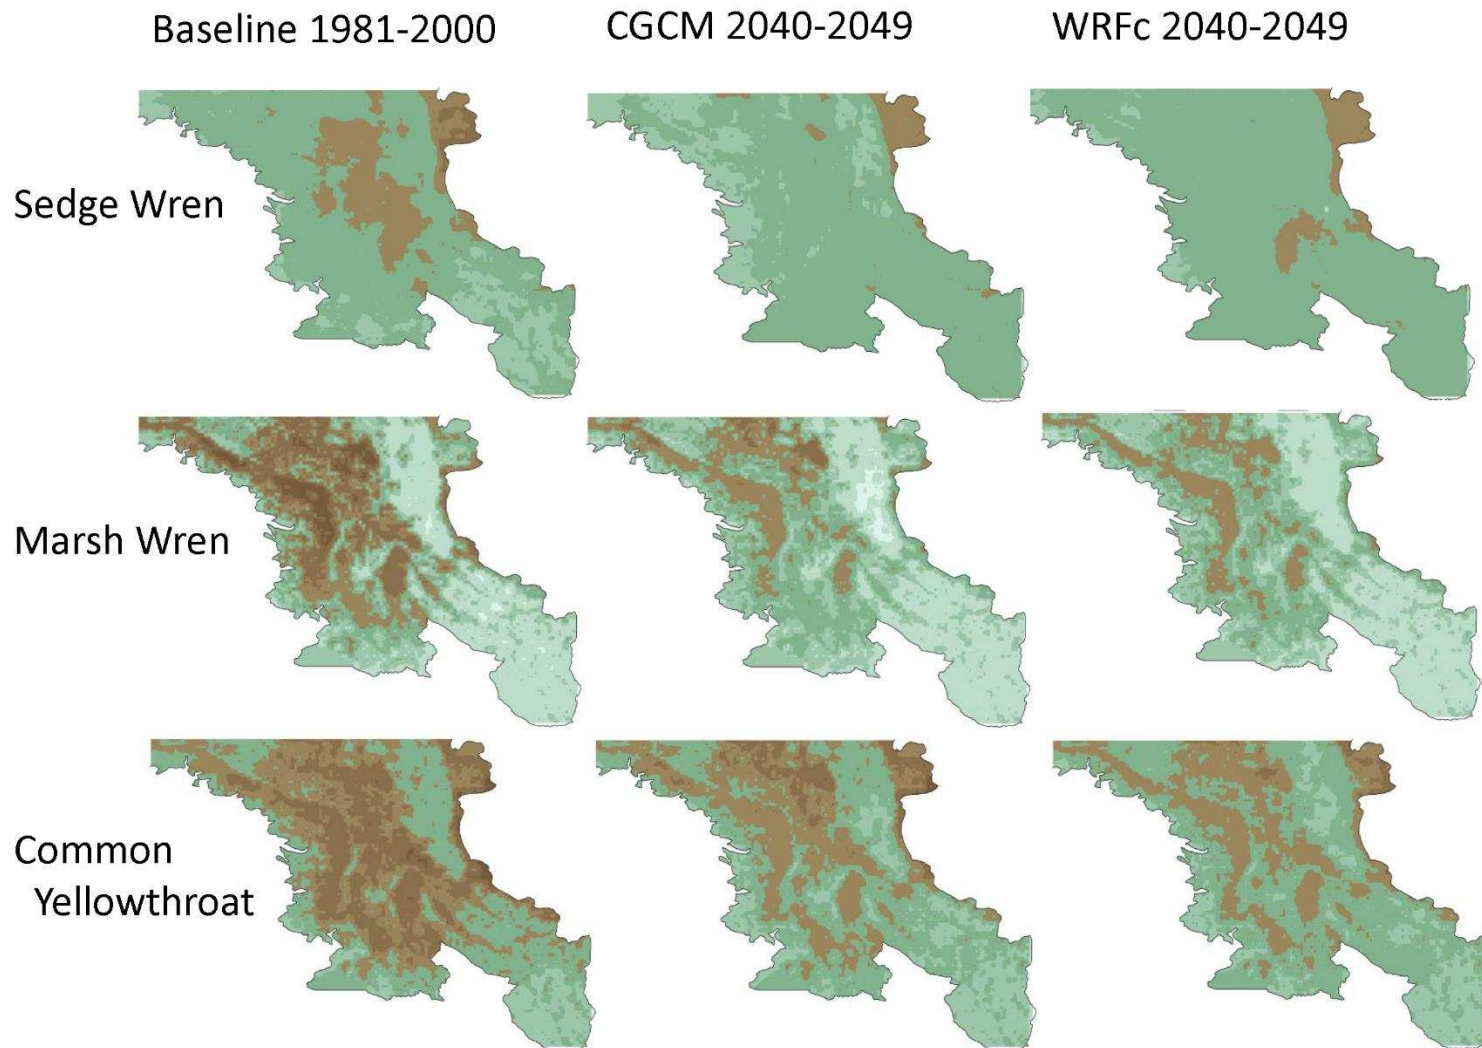 Baseline 1981-2000
CGCM 2040-2049
WRFc 2040-2049
Sedge Wren
Marsh Wren
Common
Yellowthroat